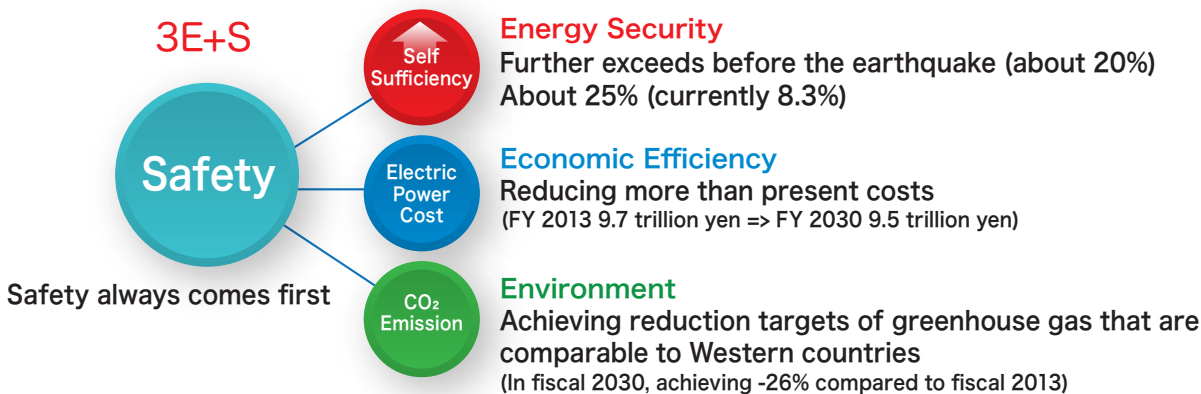 3E+S
Safety
Safety always comes first
Self
Sufficiency
Energy Security
Further exceeds before the earthquake (about 20%)
About 25% (currently 8.3%)
Electric
Power
Cost
Economic Efficiency
Reducing more than present costs
(FY 2013 9.7 trillion yen => FY 2030 9.5 trillion yen)
CO₂
Emission
Environment
Achieving reduction targets of greenhouse gas that are
comparable to Western countries
(In fiscal 2030, achieving -26% compared to fiscal 2013)